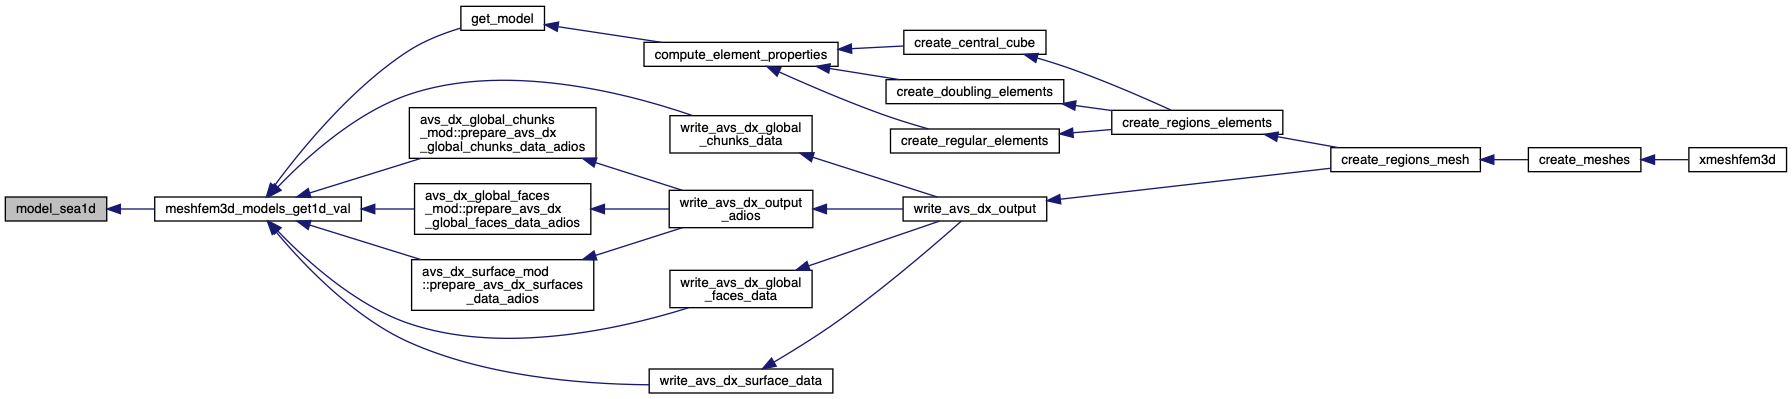 get_model
compute_element_properties
create_central_cube
create_doubling_elements
create_regular_elements
create_regions_elements
create_regions_mesh
create_meshes
xmeshfem3d
avs_dx_global_chunks
_mod::prepare_avs_dx
_global_chunks_data_adios
write_avs_dx_global
_chunks_data
model_sea1d
meshfem3d_models_get1d_val
avs_dx_global_faces
_mod::prepare_avs_dx
_global_faces_data_adios
write_avs_dx_output
_adios
write_avs_dx_output
avs_dx_surface_mod
::prepare_avs_dx_surfaces
_data_adios
write_avs_dx_global
_faces_data
write_avs_dx_surface_data